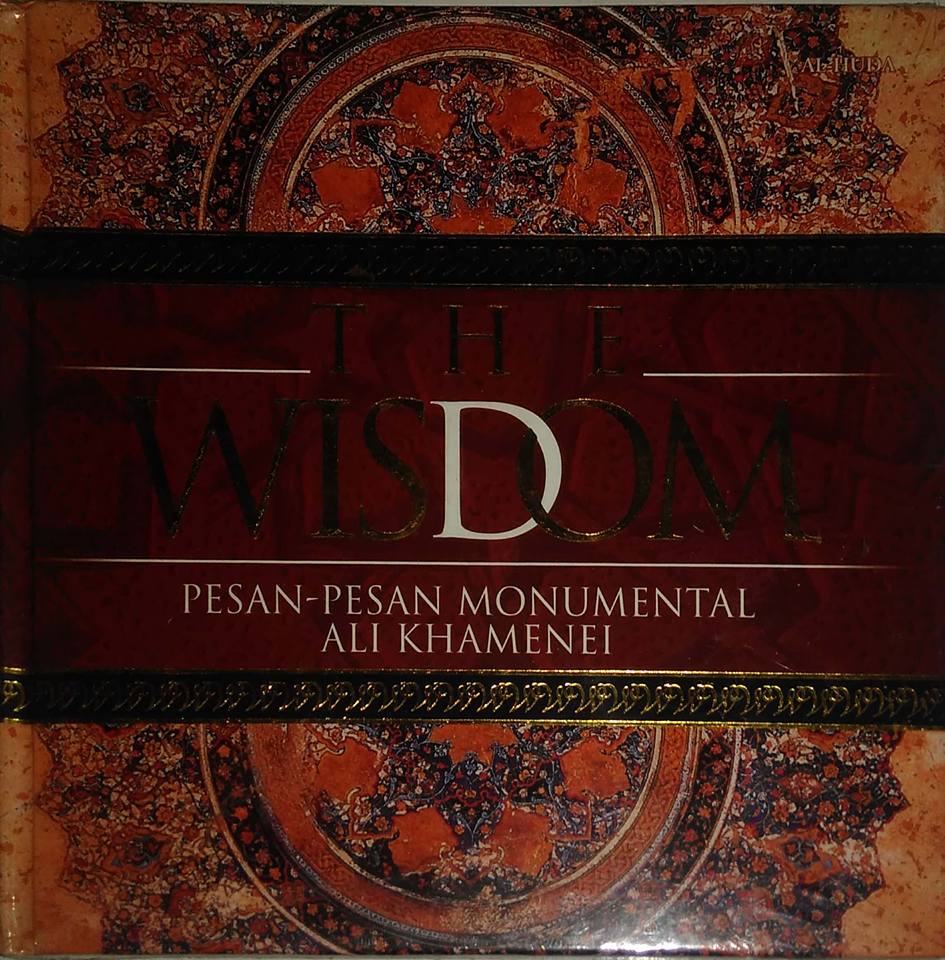 AL-HUDA
THE
WISDOM
PESAN-PESAN MONUMENTAL
ALI KHAMENEI